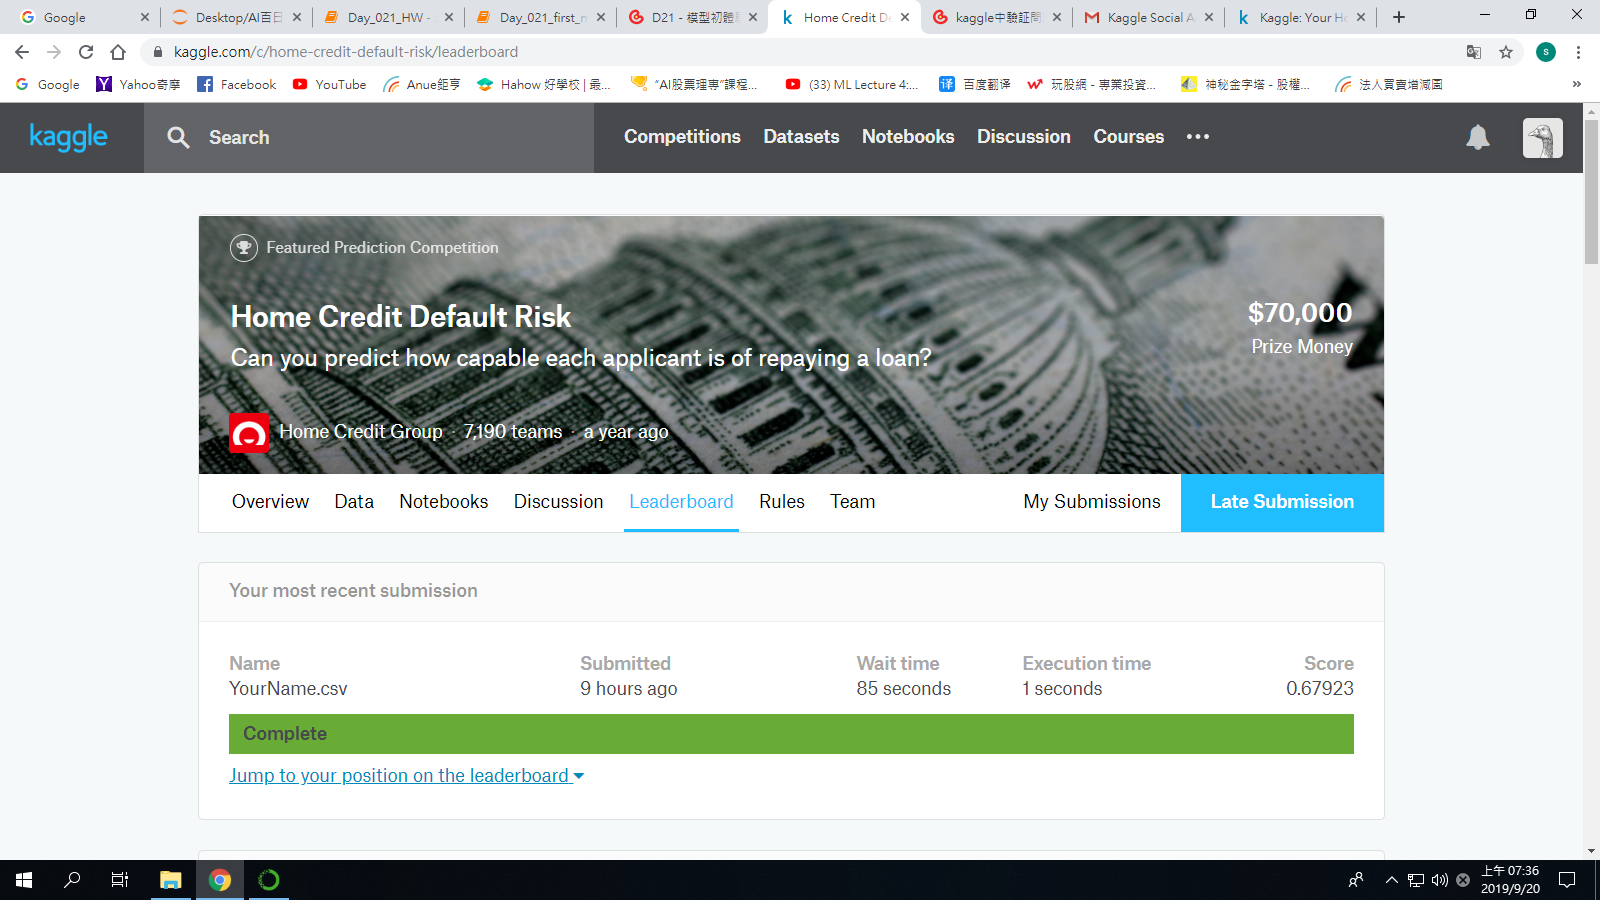 Google
Desktop/AI百日
Day_021_HW -
Day_021_first_
D21 - 模型初體
Home Credit De
kaggle中驗証問
Kaggle Social A
Kaggle: Your Ho
kaggle.com/c/home-credit-default-risk/leaderboard
s
Google Yahoo奇摩 Facebook YouTube Anue鉅亨 Hahow 好學校 | 最... “AI股票理專”課程... (33) ML Lecture 4:... 百度翻译 玩股網 - 專業投資... 神秘金字塔 - 股權... 法人買賣增減圖 »
kaggle
Search
Competitions Datasets Notebooks Discussion Courses •••
Featured Prediction Competition
Home Credit Default Risk
Can you predict how capable each applicant is of repaying a loan?
$70,000
Prize Money
Home Credit Group · 7,190 teams · a year ago
Overview Data Notebooks Discussion Leaderboard Rules Team My Submissions Late Submission
Your most recent submission
Name Submitted Wait time Execution time Score
YourName.csv 9 hours ago 85 seconds 1 seconds 0.67923
Complete
Jump to your position on the leaderboard
上午 07:36
2019/9/20